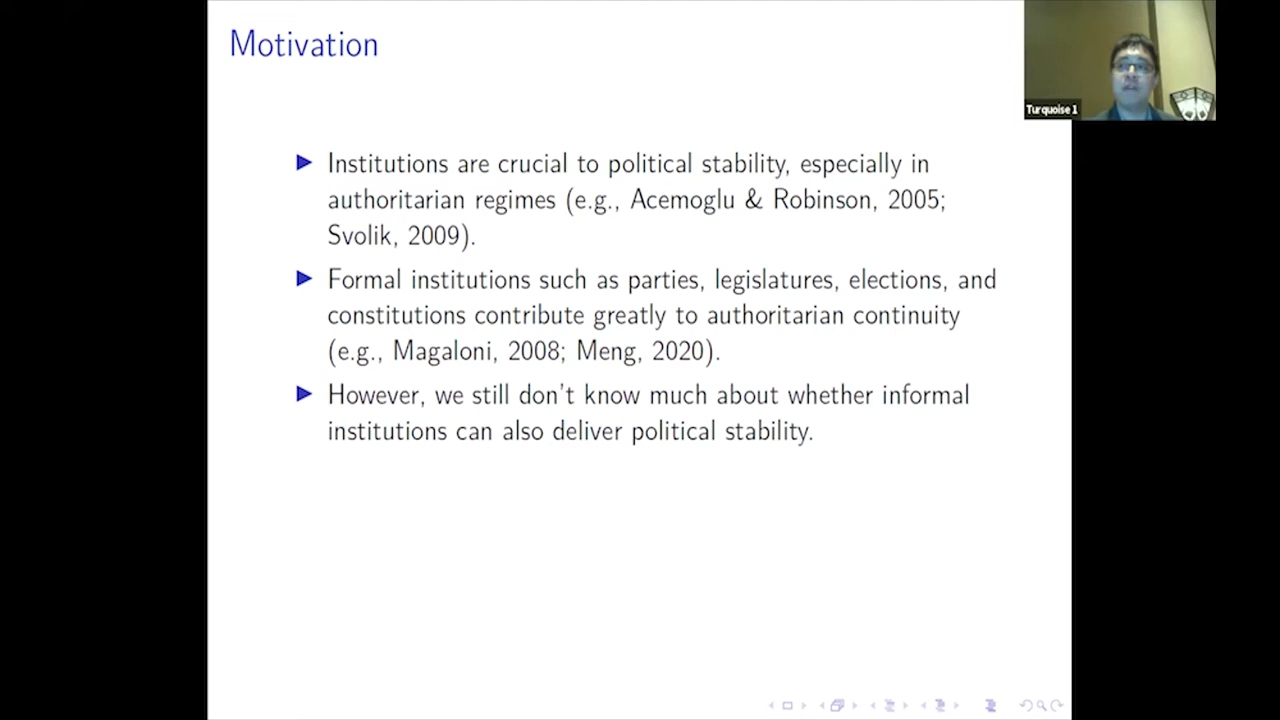 Motivation
Turquoise 1
▶ Institutions are crucial to political stability, especially in
authoritarian regimes (e.g., Acemoglu & Robinson, 2005;
Svolik, 2009).
▶ Formal institutions such as parties, legislatures, elections, and
constitutions contribute greatly to authoritarian continuity
(e.g., Magaloni, 2008; Meng, 2020).
▶ However, we still don't know much about whether informal
institutions can also deliver political stability.